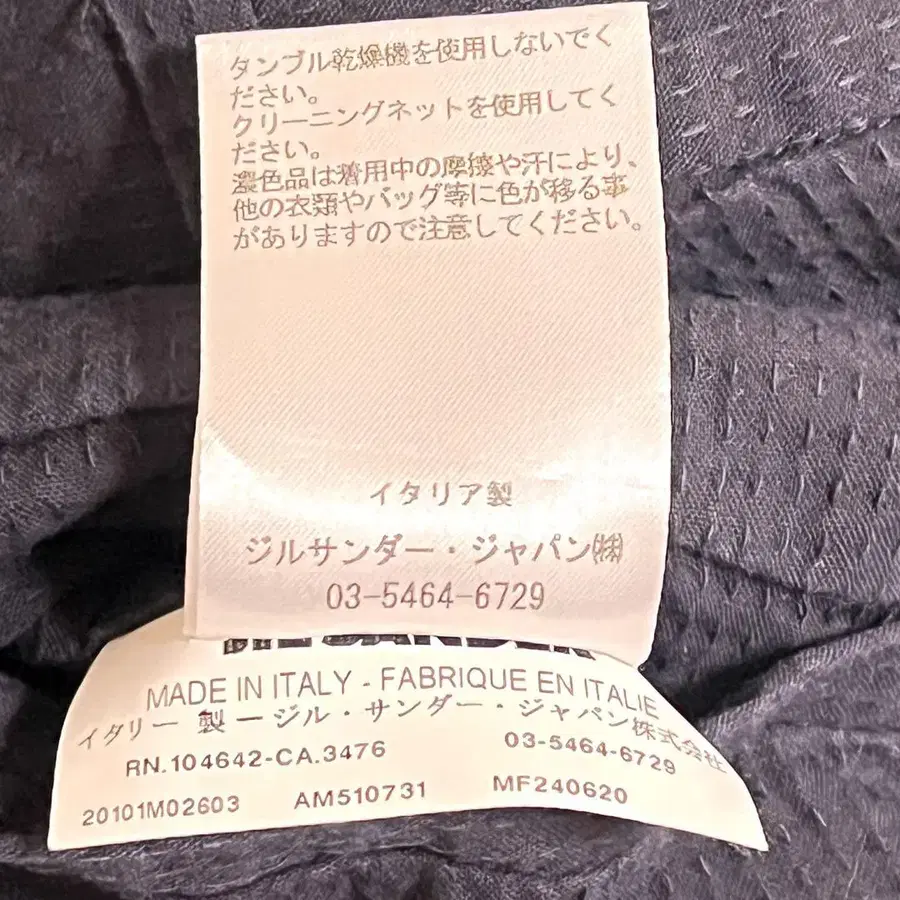 タンブル乾燥機を使用しないでく
ださい。
クリーニングネットを使用してく
ださい。
濃色品は着用中の摩擦や汗により、
他の衣類やバッグ等に色が移る事
がありますので注意してください。
イタリア製
ジルサンダー・ジャパン㈱
03-5464-6729
MADE IN ITALY - FABRIQUE EN ITALIE
イタリー 製 ージル・サンダー・ジャパン株式会社
RN.104642-CA.3476 03-5464-6729
20101M02603 AM510731 MF240620